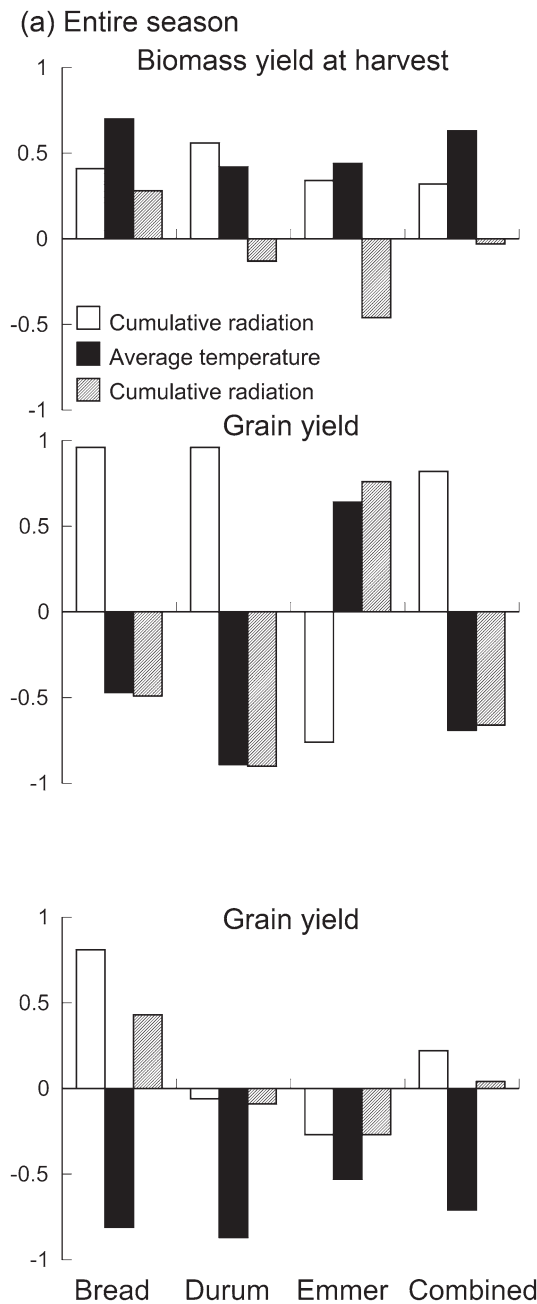 (a) Entire season
Biomass yield at harvest
1
0.5
0
-0.5
-1
Cumulative radiation
Average temperature
Cumulative radiation
Grain yield
1
0.5
0
-0.5
-1
Grain yield
1
0.5
0
-0.5
-1
Bread Durum Emmer Combined